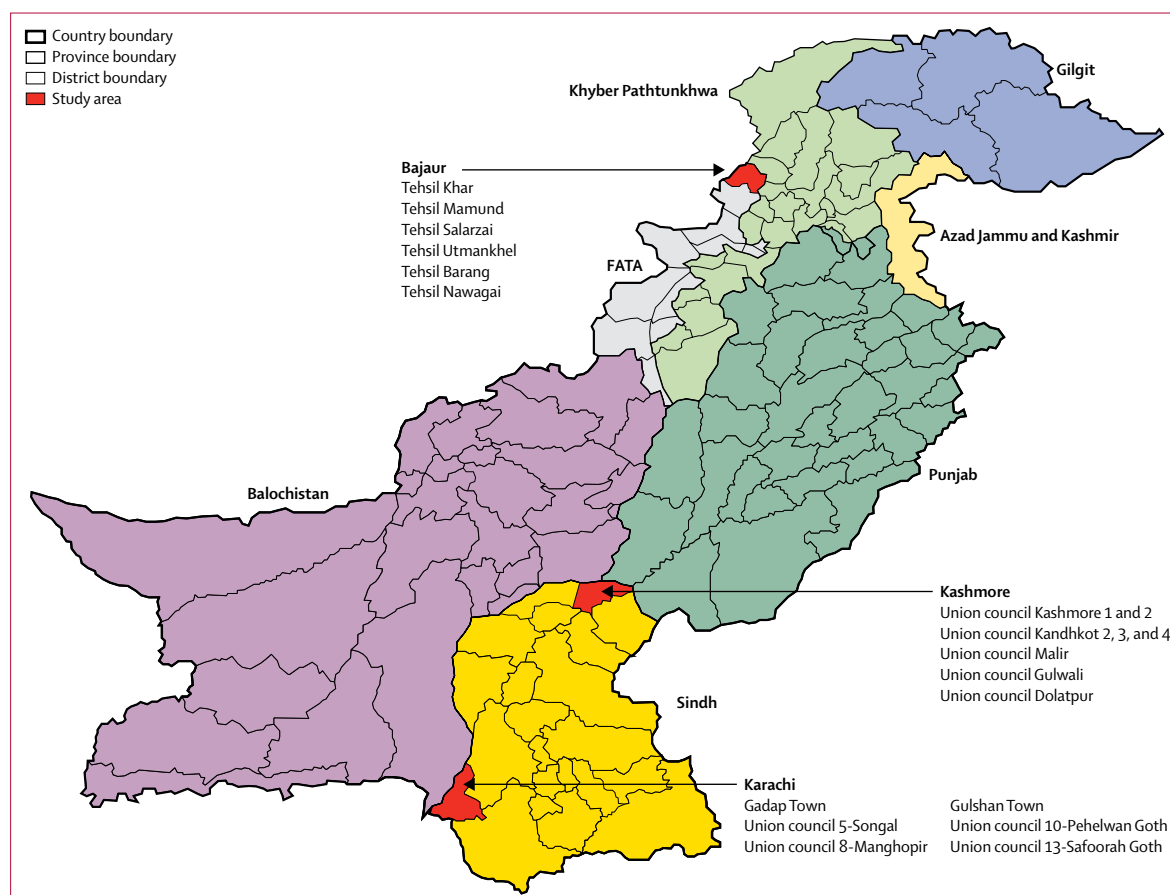 Country boundary
Province boundary
District boundary
Study area
Gilgit
Khyber Pathtunkhwa
Bajaur
Tehsil Khar
Tehsil Mamund
Tehsil Salarzai
Tehsil Utmankhel
Tehsil Barang
Tehsil Nawagai
Azad Jammu and Kashmir
FATA
Punjab
Balochistan
Kashmore
Union council Kashmore 1 and 2
Union council Kandhkot 2, 3, and 4
Union council Malir
Union council Gulwali
Union council Dolatpur
Sindh
Karachi
Gadap Town
Union council 5-Songal
Union council 8-Manghopir
Gulshan Town
Union council 10-Pehelwan Goth
Union council 13-Safoorah Goth